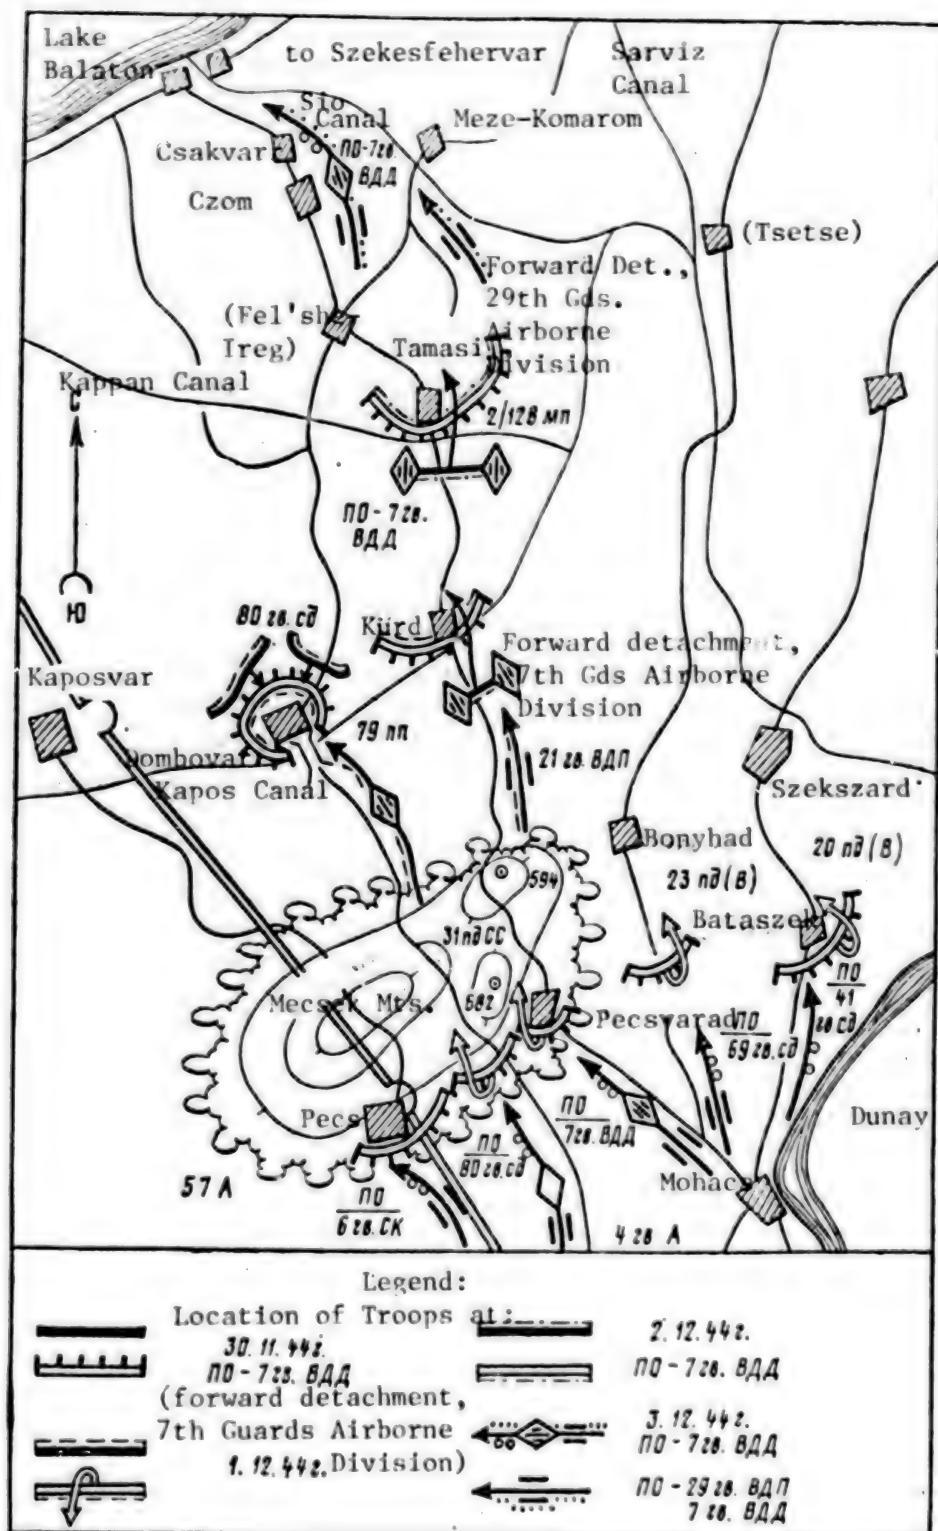 Lake
Balaton
to Szekesfehervar
Sarviz
Canal
Sio
Canal
Meze-Komarom
Csakvar
ПО-7гв.
ВДД
Czom
(Tsetse)
Forward Det.,
29th Gds.
Airborne
Division
(Fel'sh
Ireg)
Tamasi
Kappan Canal
С
2/128 мп
ПО-7гв.
ВДД
Ю
80 гв. сд
Kürd
Forward detachment,
7th Gds Airborne
Division
Kaposvar
79 пп
21 гв. ВДП
Dombovar
Kapos Canal
Szekszard
Bonyhad
20 пд (В)
594
23 пд (В)
Bataszek
31 пд СС
ПО
41
гв сд
682
Mecsek Mts.
Pecsvarad
ПО
69 гв. сд
Pecs
ПО
7гв. ВДД
Dunay
ПО
80 гв. сд
57 А
ПО
6 гв. СК
Mohacs
4 гв А
Legend:
Location of Troops at:
30. 11. 44г.
ПО-7гв. ВДД
(forward detachment,
7th Guards Airborne
1. 12. 44г. Division)
2. 12. 44г.
ПО-7гв. ВДД
3. 12. 44г.
ПО-7гв. ВДД
ПО-29 гв. ВДП
7 гв. ВДД